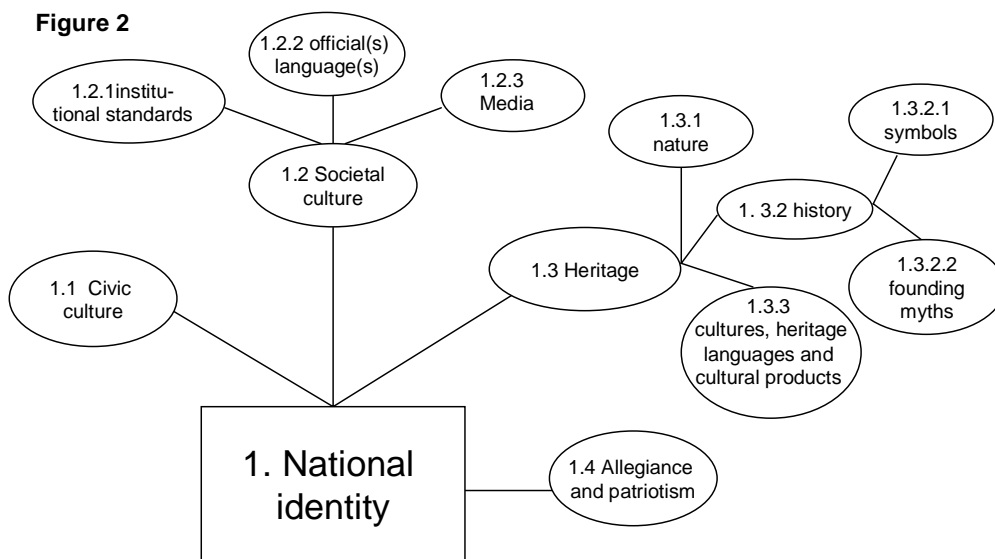 Figure 2
1.2.2 official(s)
language(s)
1.2.1institu-
tional standards
1.2.3
Media
1.2 Societal
culture
1.3.1
nature
1.3.2.1
symbols
1. 3.2 history
1.3 Heritage
1.3.2.2
founding
myths
1.1 Civic
culture
1.3.3
cultures, heritage
languages and
cultural products
1. National
identity
1.4 Allegiance
and patriotism